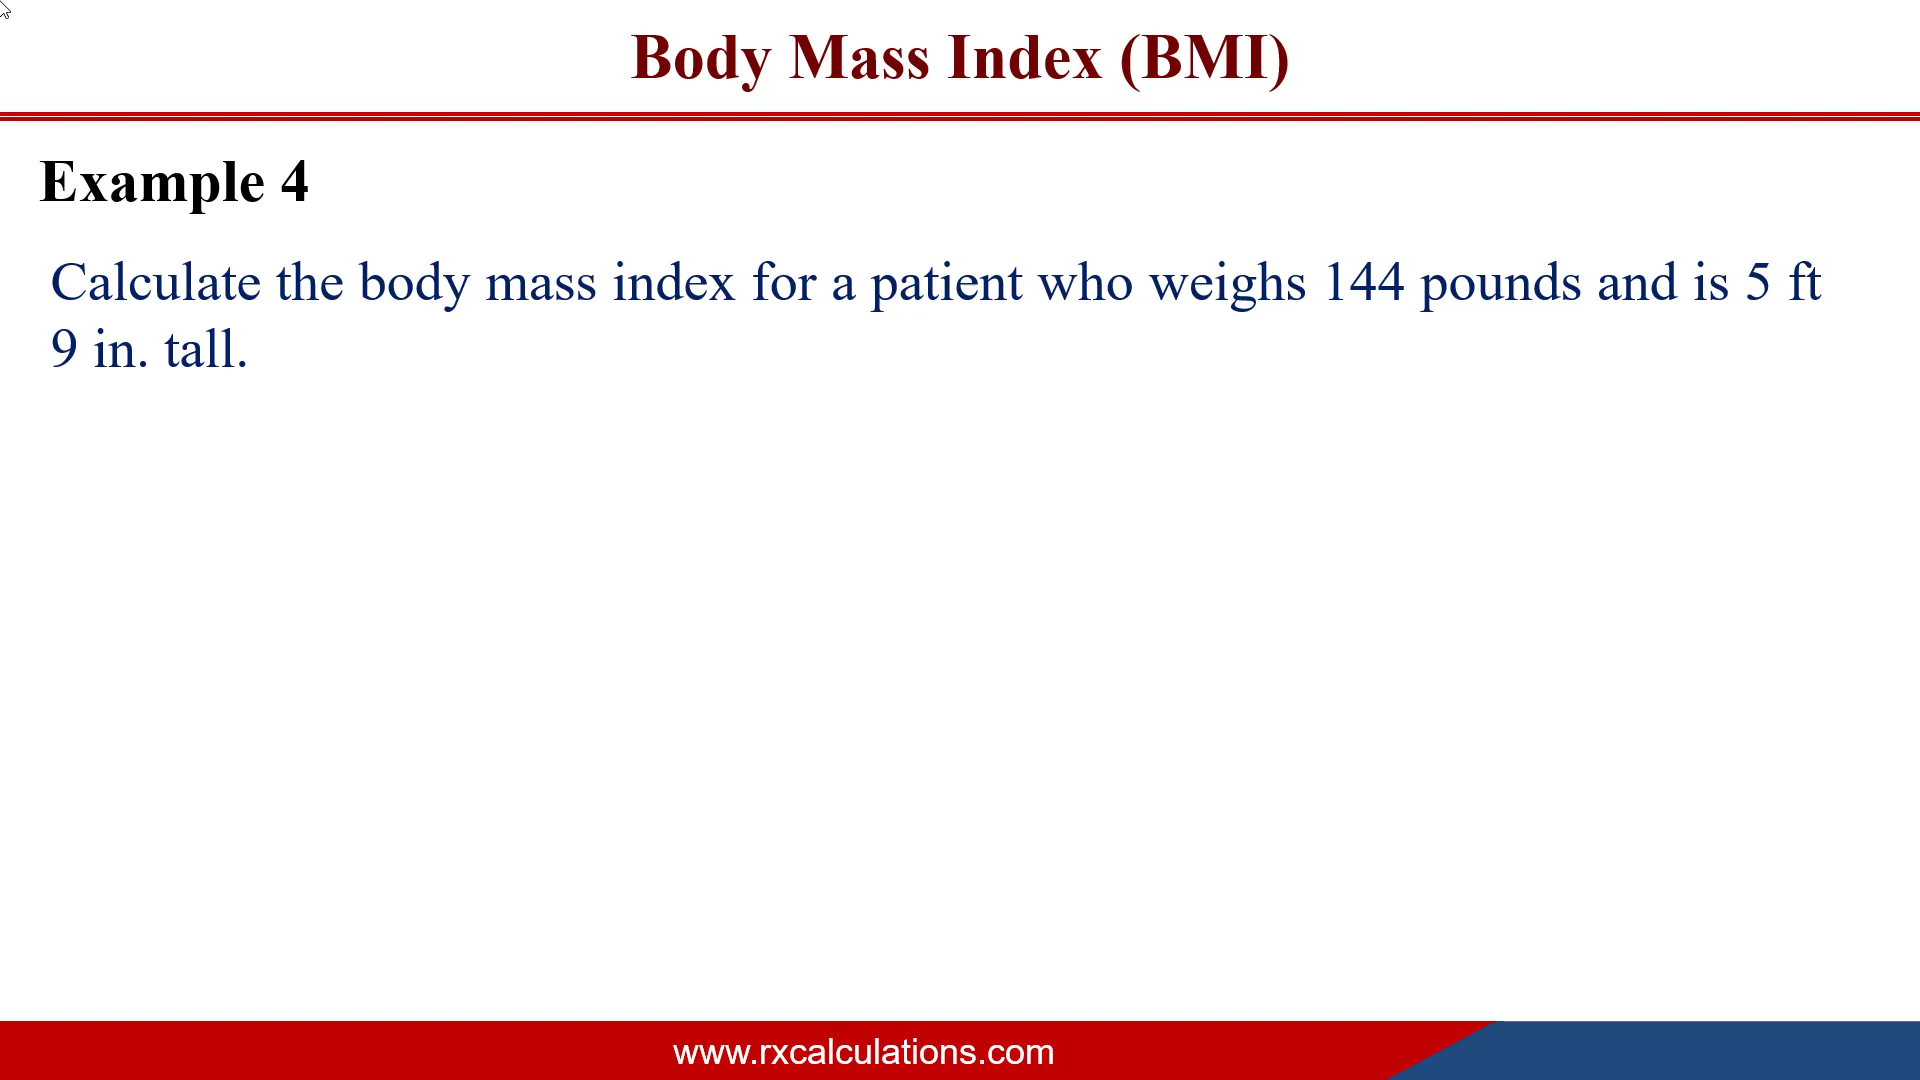 Body Mass Index (BMI)
Example 4
Calculate the body mass index for a patient who weighs 144 pounds and is 5 ft
9 in. tall.
www.rxcalculations.com